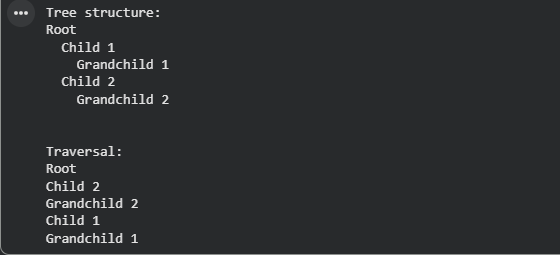 Tree structure:
Root
  Child 1
    Grandchild 1
  Child 2
    Grandchild 2

Traversal:
Root
Child 2
Grandchild 2
Child 1
Grandchild 1